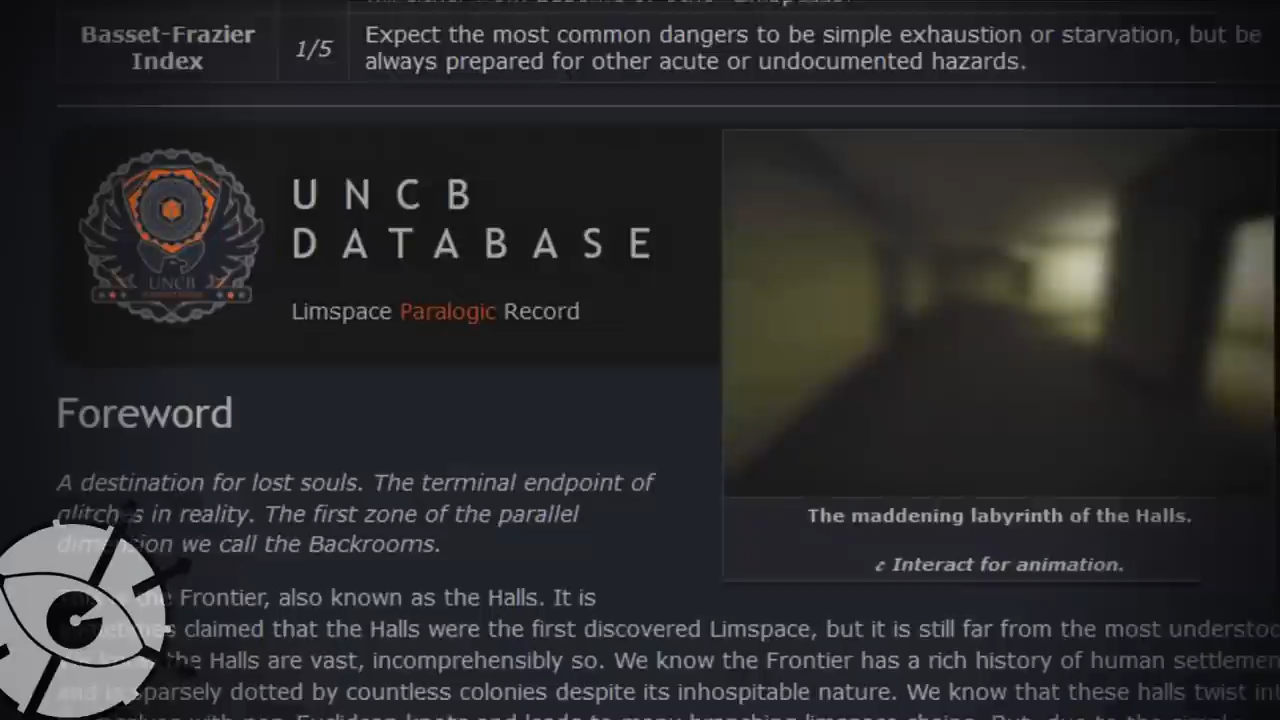 Basset-Frazier
Index
1/5
Expect the most common dangers to be simple exhaustion or starvation, but be
always prepared for other acute or undocumented hazards.
UNCB
DATABASE
UNCB
Limspace Paralogic Record
Foreword
A destination for lost souls. The terminal endpoint of
glitches in reality. The first zone of the parallel
dimension we call the Backrooms.
The maddening labyrinth of the Halls.
Interact for animation.
the Frontier, also known as the Halls. It is
claimed that the Halls were the first discovered Limspace, but it is still far from the most
the Halls are vast, incomprehensibly so. We know the Frontier has a rich history of human
sparsely dotted by countless colonies despite its inhospitable nature. We know that these halls twist